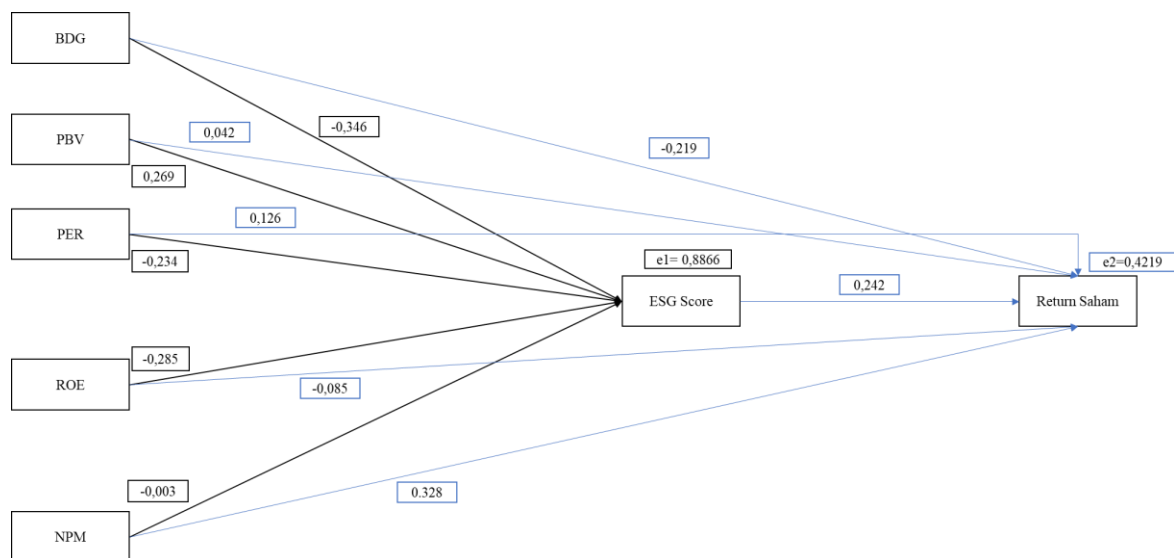 BDG
-0,346
-0,219
PBV
0,042
0,269
PER
0,126
-0,234
e1= 0,8866
e2=0,4219
ESG Score
0,242
Return Saham
ROE
-0,285
-0,085
NPM
-0,003
0.328